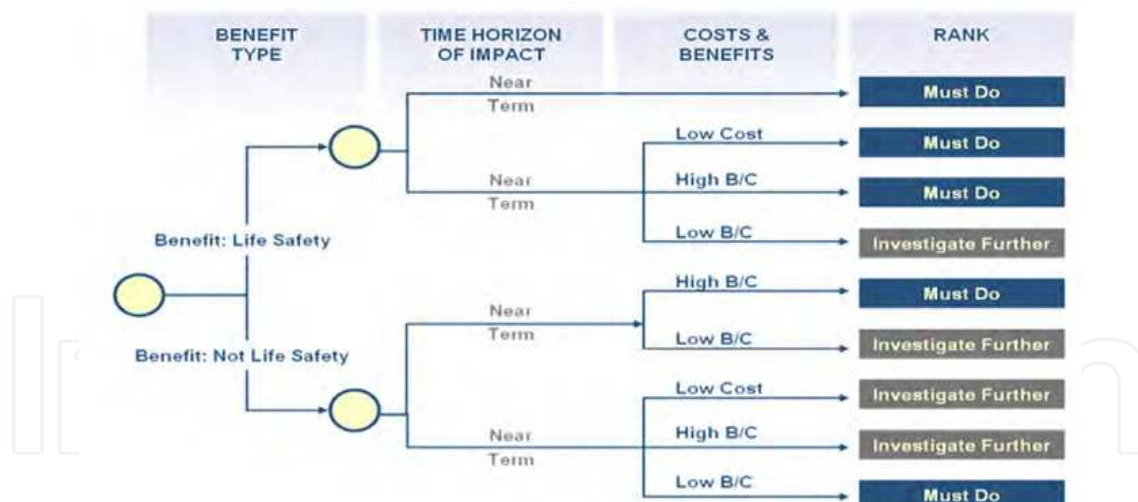 BENEFIT
TYPE
TIME HORIZON
OF IMPACT
COSTS &
BENEFITS
RANK
Near
Term
Must Do
Low Cost
Must Do
Near
Term
High B/C
Must Do
Low B/C
Investigate Further
Benefit: Life Safety
High B/C
Must Do
Near
Term
Low B/C
Investigate Further
Benefit: Not Life Safety
Low Cost
Investigate Further
Near
Term
High B/C
Investigate Further
Low B/C
Must Do